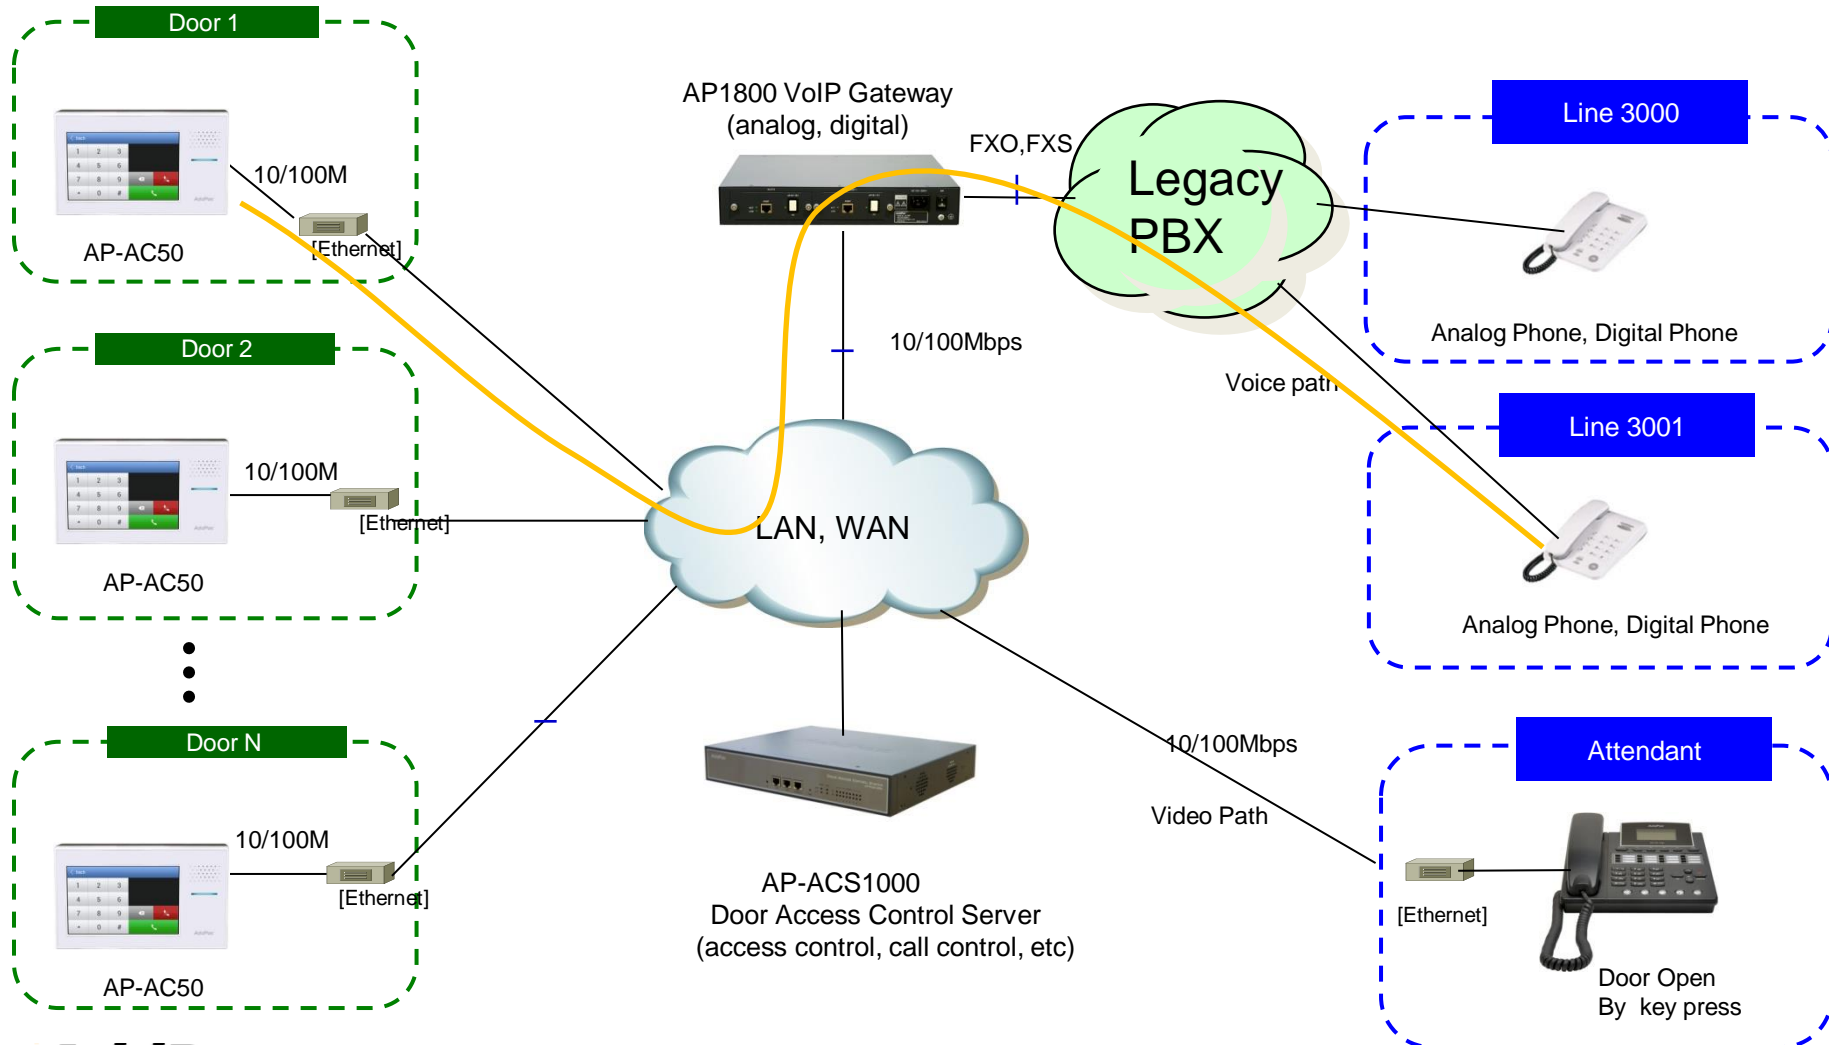 Door 1
AP1800 VoIP Gateway
(analog, digital)
FXO,FXS
Line 3000
10/100M
Legacy
PBX
[Ethernet]
AP-AC50
Analog Phone, Digital Phone
Door 2
10/100Mbps
Voice path
Line 3001
10/100M
[Ethernet]
LAN, WAN
AP-AC50
Analog Phone, Digital Phone
Door N
10/100Mbps
Attendant
Video Path
10/100M
[Ethernet]
AP-ACS1000
Door Access Control Server
(access control, call control, etc)
[Ethernet]
AP-AC50
Door Open
By key press